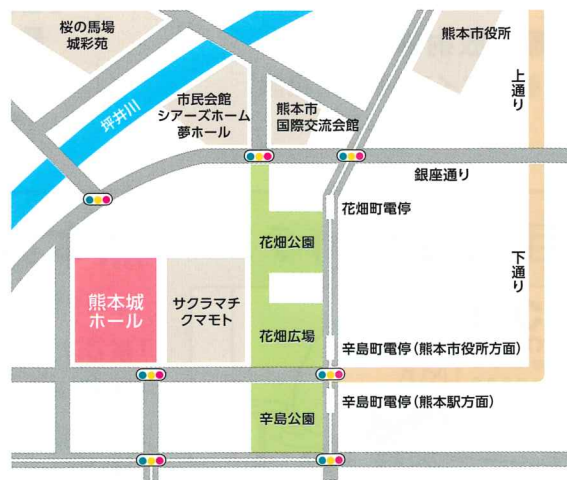 桜の馬場
城彩苑
坪井川
市民会館
シアーズホーム
夢ホール
熊本市
国際交流会館
熊本市役所
上通り
銀座通り
花畑町電停
花畑公園
下通り
熊本城
ホール
サクラマチ
クマモト
花畑広場
辛島町電停(熊本市役所方面)
辛島町電停(熊本駅方面)
辛島公園